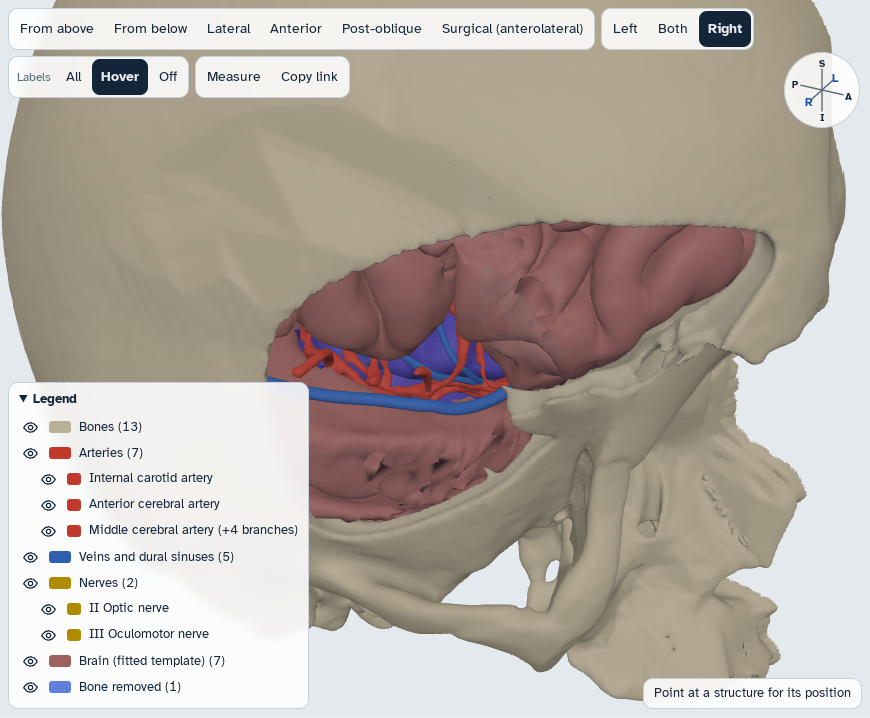 From above From below Lateral Anterior Post-oblique Surgical (anterolateral) Left Both Right
Labels All Hover Off Measure Copy link
S
P L
R A
I
▼ Legend
Bones (13)
Arteries (7)
Internal carotid artery
Anterior cerebral artery
Middle cerebral artery (+4 branches)
Veins and dural sinuses (5)
Nerves (2)
II Optic nerve
III Oculomotor nerve
Brain (fitted template) (7)
Bone removed (1)
Point at a structure for its position